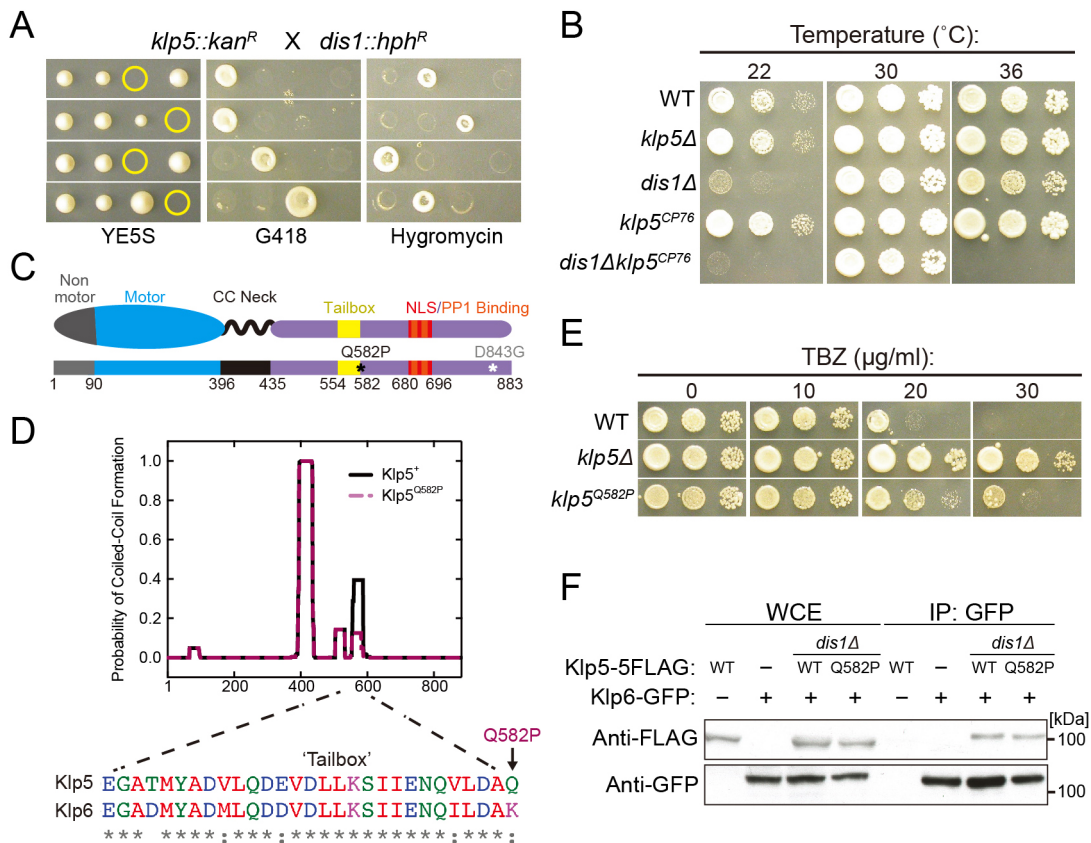 A
klp5::kanᴿ X dis1::hphᴿ
YE5S G418 Hygromycin
B
Temperature (˚C):
22 30 36
WT
klp5Δ
dis1Δ
klp5ᶜᴾ⁷⁶
dis1Δklp5ᶜᴾ⁷⁶
C
Non motor
Motor
CC Neck
Tailbox
NLS/PP1 Binding
Q582P
D843G
* *
1 90 396 435 554 582 680 696 883
D
Probability of Coiled-Coil Formation
1.0
0.8
0.6
0.4
0.2
0.0
1 200 400 600 800
Klp5⁺
Klp5Q582P
'Tailbox'
Q582P
Klp5 EGATMYADVLQDEVDLLKSIIENQVLDAQ
Klp6 EGADMYADMLQDDVDLLKSIIENQILDAK
*** ****:***:***********:***:
E
TBZ (µg/ml):
0 10 20 30
WT
klp5Δ
klp5Q582P
F
WCE IP: GFP
dis1Δ dis1Δ
Klp5-5FLAG: WT – WT Q582P WT – WT Q582P
Klp6-GFP: – + + + – + + +
[kDa]
Anti-FLAG 100
Anti-GFP 100